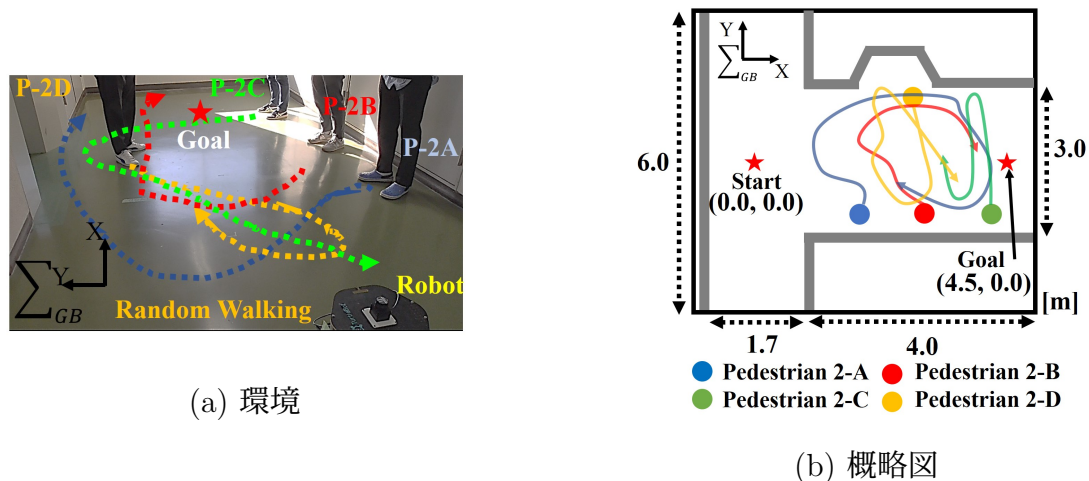 P-2D
P-2C
P-2B
Goal
P-2A
X
Y
Σ GB
Robot
Random Walking
(a) 環境
Y
X
Σ GB
6.0
3.0
Start
(0.0, 0.0)
Goal
(4.5, 0.0)
[m]
1.7
4.0
Pedestrian 2-A
Pedestrian 2-B
Pedestrian 2-C
Pedestrian 2-D
(b) 概略図